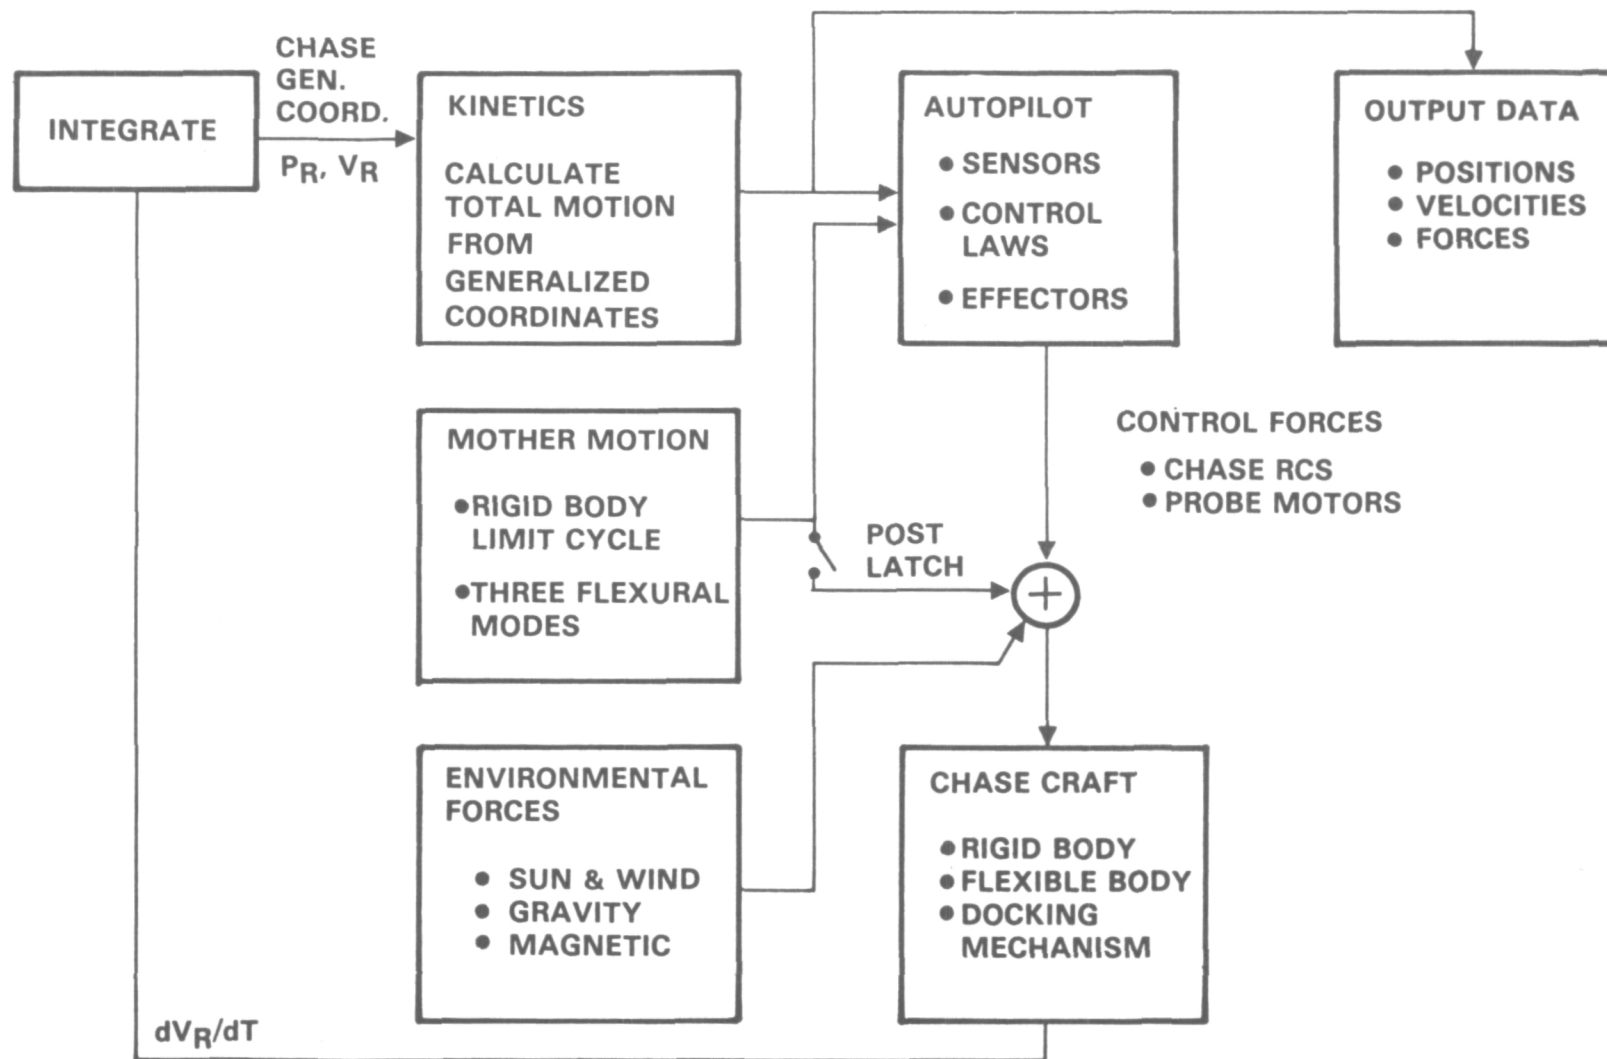 INTEGRATE
CHASE
GEN.
COORD.
PR, VR
KINETICS
CALCULATE
TOTAL MOTION
FROM
GENERALIZED
COORDINATES
AUTOPILOT
● SENSORS
● CONTROL
LAWS
● EFFECTORS
OUTPUT DATA
● POSITIONS
● VELOCITIES
● FORCES
MOTHER MOTION
● RIGID BODY
LIMIT CYCLE
● THREE FLEXURAL
MODES
POST
LATCH
CONTROL FORCES
● CHASE RCS
● PROBE MOTORS
+
ENVIRONMENTAL
FORCES
● SUN & WIND
● GRAVITY
● MAGNETIC
CHASE CRAFT
● RIGID BODY
● FLEXIBLE BODY
● DOCKING
MECHANISM
dVR/dT